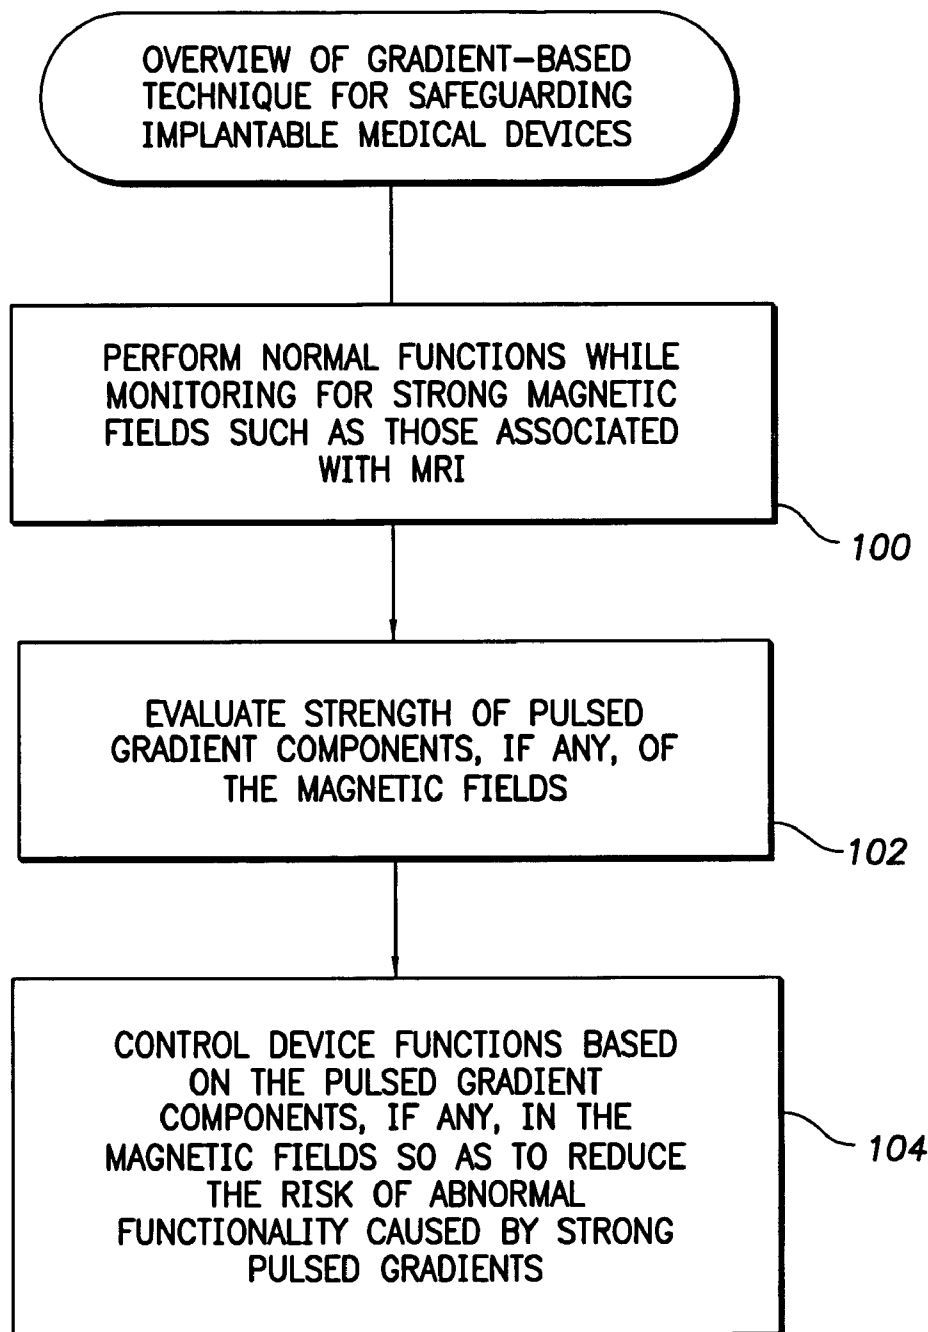 OVERVIEW OF GRADIENT-BASED
TECHNIQUE FOR SAFEGUARDING
IMPLANTABLE MEDICAL DEVICES
PERFORM NORMAL FUNCTIONS WHILE
MONITORING FOR STRONG MAGNETIC
FIELDS SUCH AS THOSE ASSOCIATED
WITH MRI
100
EVALUATE STRENGTH OF PULSED
GRADIENT COMPONENTS, IF ANY, OF
THE MAGNETIC FIELDS
102
CONTROL DEVICE FUNCTIONS BASED
ON THE PULSED GRADIENT
COMPONENTS, IF ANY, IN THE
MAGNETIC FIELDS SO AS TO REDUCE
THE RISK OF ABNORMAL
FUNCTIONALITY CAUSED BY STRONG
PULSED GRADIENTS
104